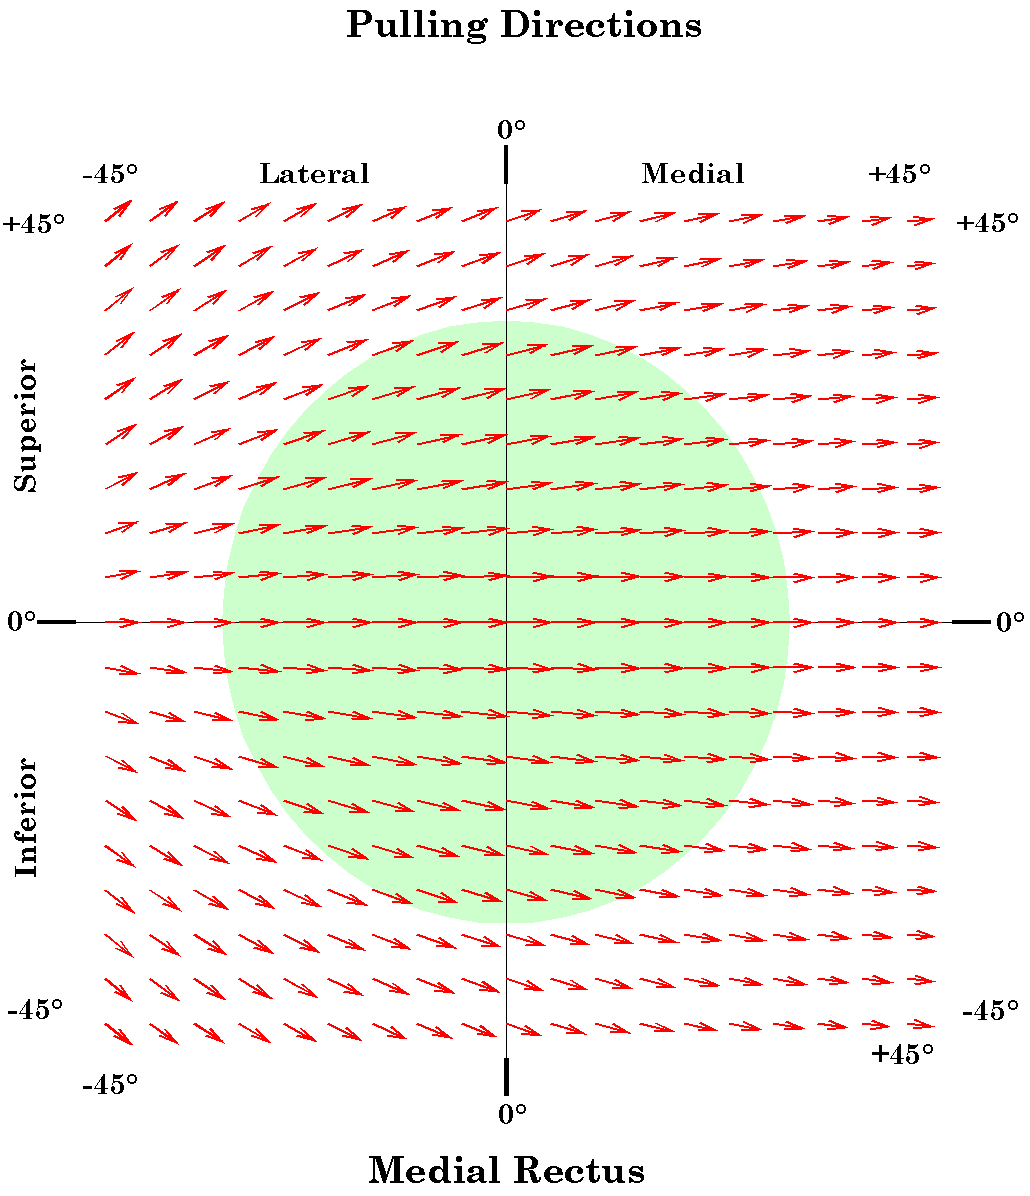 Pulling Directions
0°
-45° Lateral Medial +45°
+45° +45°
Superior
0° 0°
Inferior
-45° -45°
+45°
-45°
0°
Medial Rectus